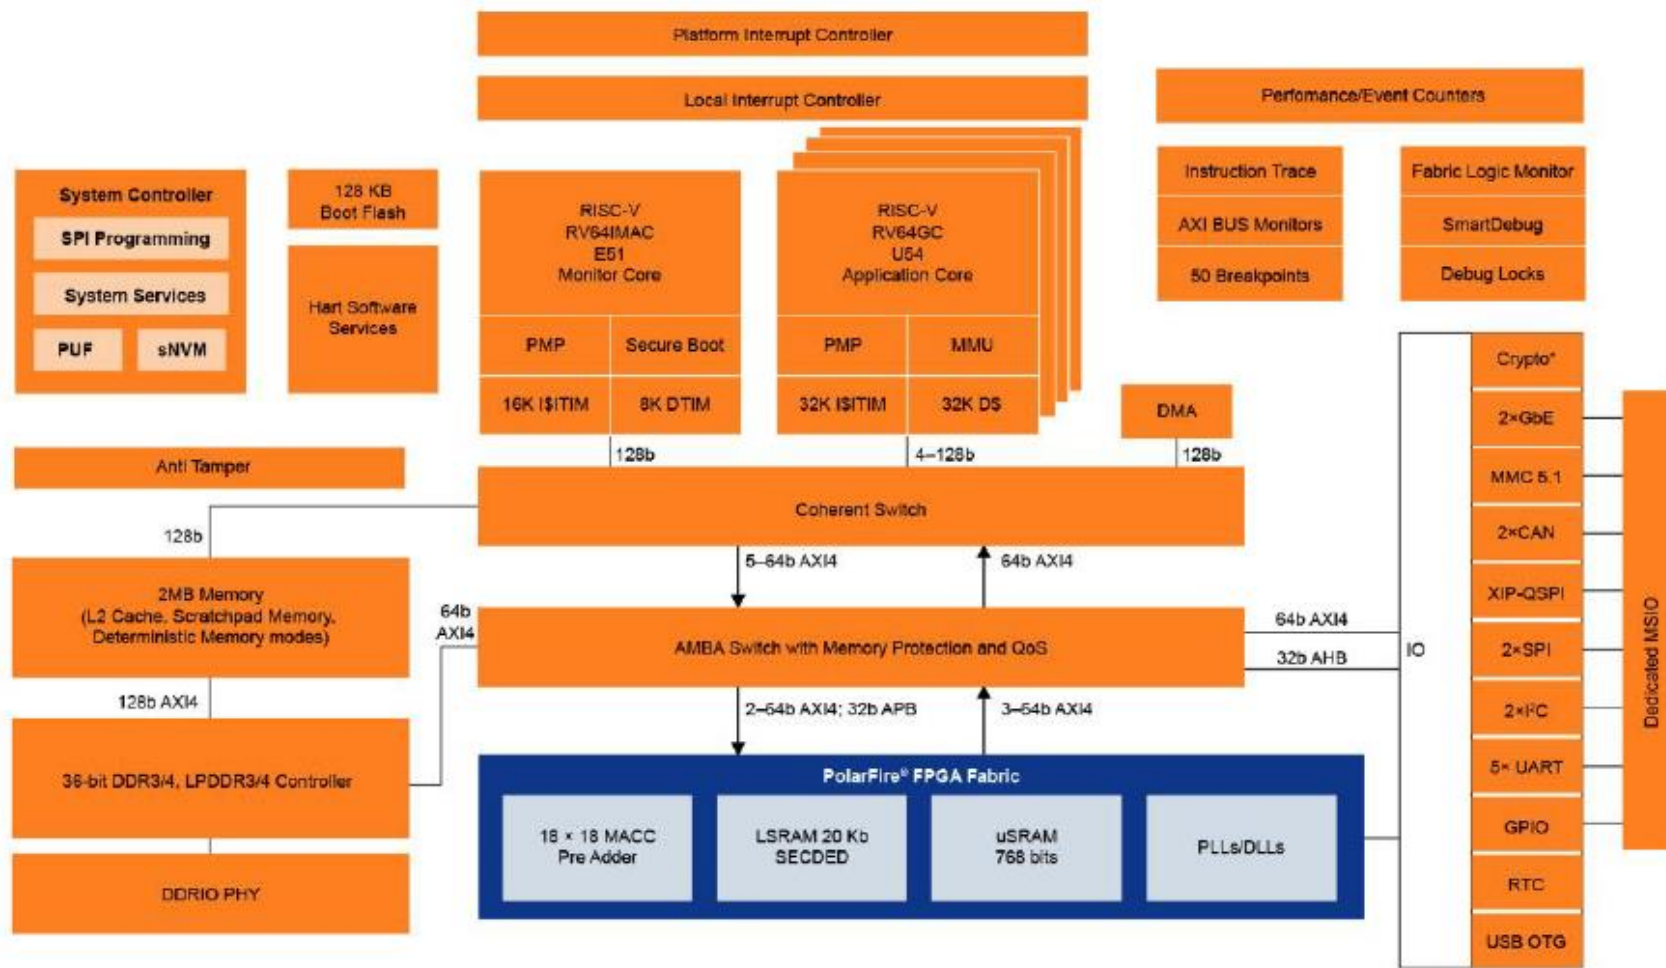 Platform Interrupt Controller
Local Interrupt Controller
Perfomance/Event Counters
System Controller
SPI Programming
System Services
PUF
sNVM
128 KB
Boot Flash
Hart Software
Services
RISC-V
RV64IMAC
E51
Monitor Core
PMP
Secure Boot
16K I$ITIM
8K DTIM
RISC-V
RV64GC
U54
Application Core
PMP
MMU
32K I$ITIM
32K D$
Instruction Trace
AXI BUS Monitors
50 Breakpoints
Fabric Logic Monitor
SmartDebug
Debug Locks
DMA
128b
4–128b
128b
Anti Tamper
Coherent Switch
128b
5–64b AXI4
64b AXI4
2MB Memory
(L2 Cache, Scratchpad Memory,
Deterministic Memory modes)
64b
AXI4
AMBA Switch with Memory Protection and QoS
64b AXI4
32b AHB
IO
128b AXI4
2–64b AXI4; 32b APB
3–64b AXI4
36-bit DDR3/4, LPDDR3/4 Controller
DDRIO PHY
PolarFire® FPGA Fabric
18 × 18 MACC
Pre Adder
LSRAM 20 Kb
SECDED
uSRAM
768 bits
PLLs/DLLs
Crypto*
2×GbE
MMC 5.1
2×CAN
XIP-QSPI
2×SPI
2×I²C
5× UART
GPIO
RTC
USB OTG
Dedicated MSIO